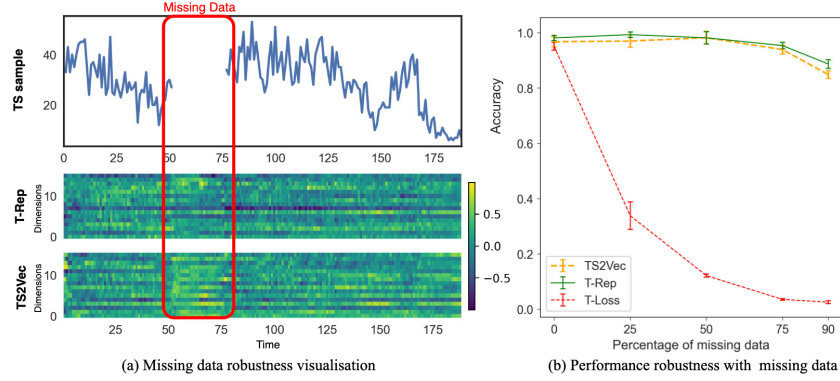 Missing Data
TS sample
40
20
0 25 50 75 100 125 150 175
T-Rep
Dimensions
10
0
TS2Vec
Dimensions
10
0
25 50 75 100 125 150 175
Time
0.5
0.0
−0.5
(a) Missing data robustness visualisation
Accuracy
1.0
0.8
0.6
0.4
0.2
0.0
TS2Vec
T-Rep
T-Loss
0 25 50 75 90
Percentage of missing data
(b) Performance robustness with missing data